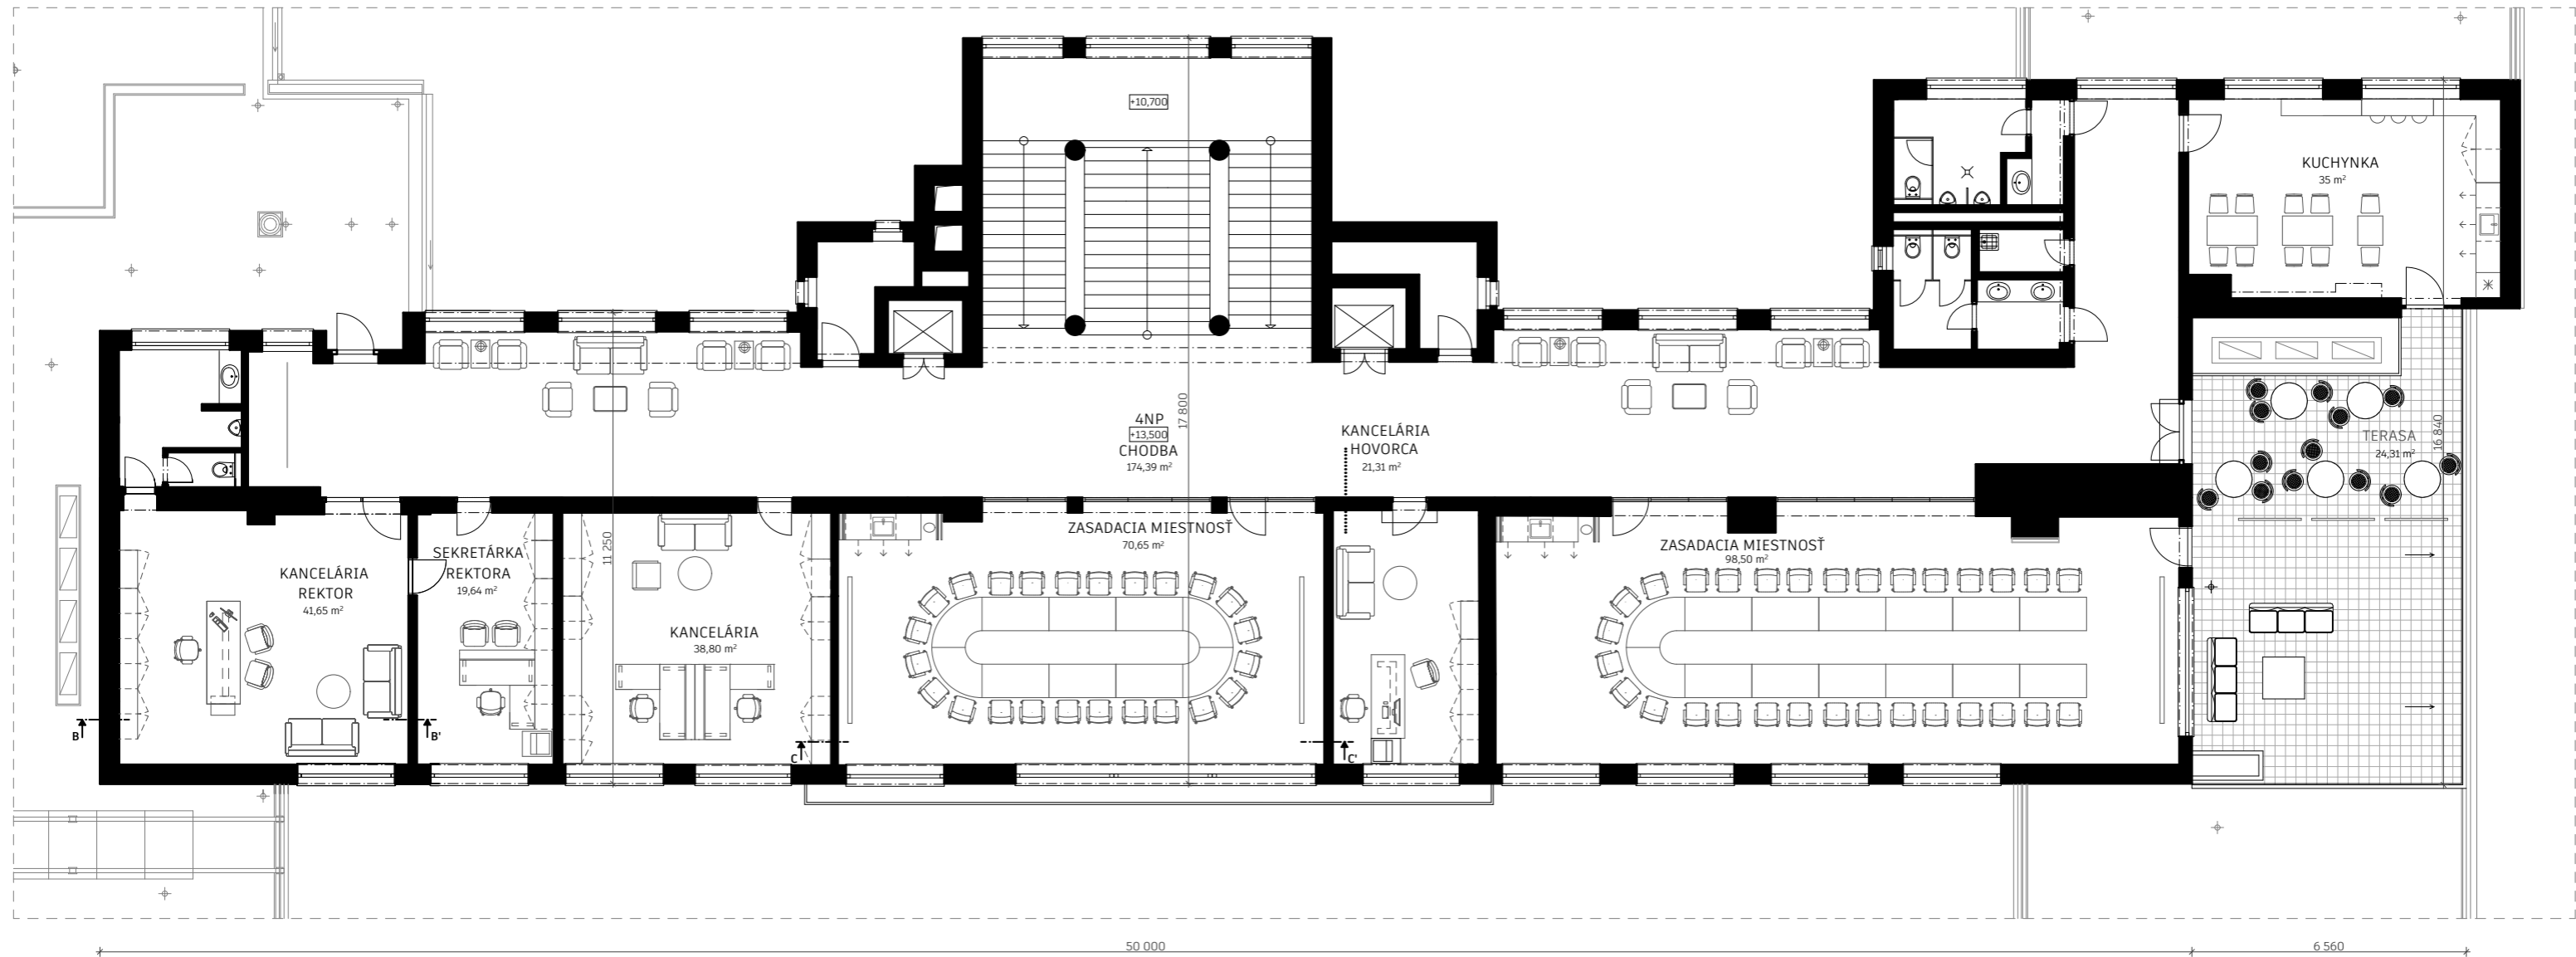 +10,700
KUCHYNKA
35 m²
4NP
+13,500
CHODBA
174,39 m²
17 800
KANCELÁRIA
HOVORCA
21,31 m²
TERASA
24,31 m²
16 840
KANCELÁRIA
REKTOR
41,65 m²
SEKRETÁRKA
REKTORA
19,64 m²
11 250
KANCELÁRIA
38,80 m²
ZASADACIA MIESTNOSŤ
70,65 m²
ZASADACIA MIESTNOSŤ
98,50 m²
B
B'
C
C'
50 000
6 560